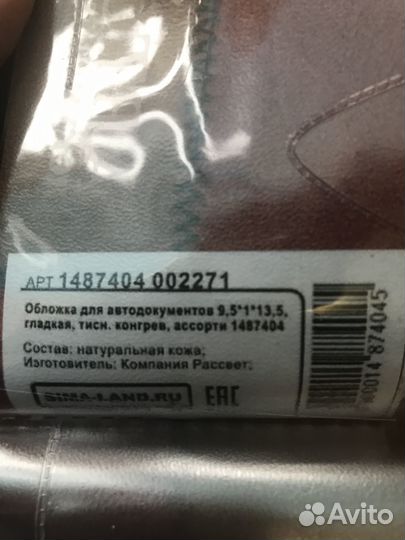 АРТ 1487404 002271
Обложка для автодокументов 9,5*1*13,5,
гладкая, тисн. конгрев, ассорти 1487404
Состав: натуральная кожа;
Изготовитель: Компания Рассвет;
SIMA-LAND.RU
EAC
Avito